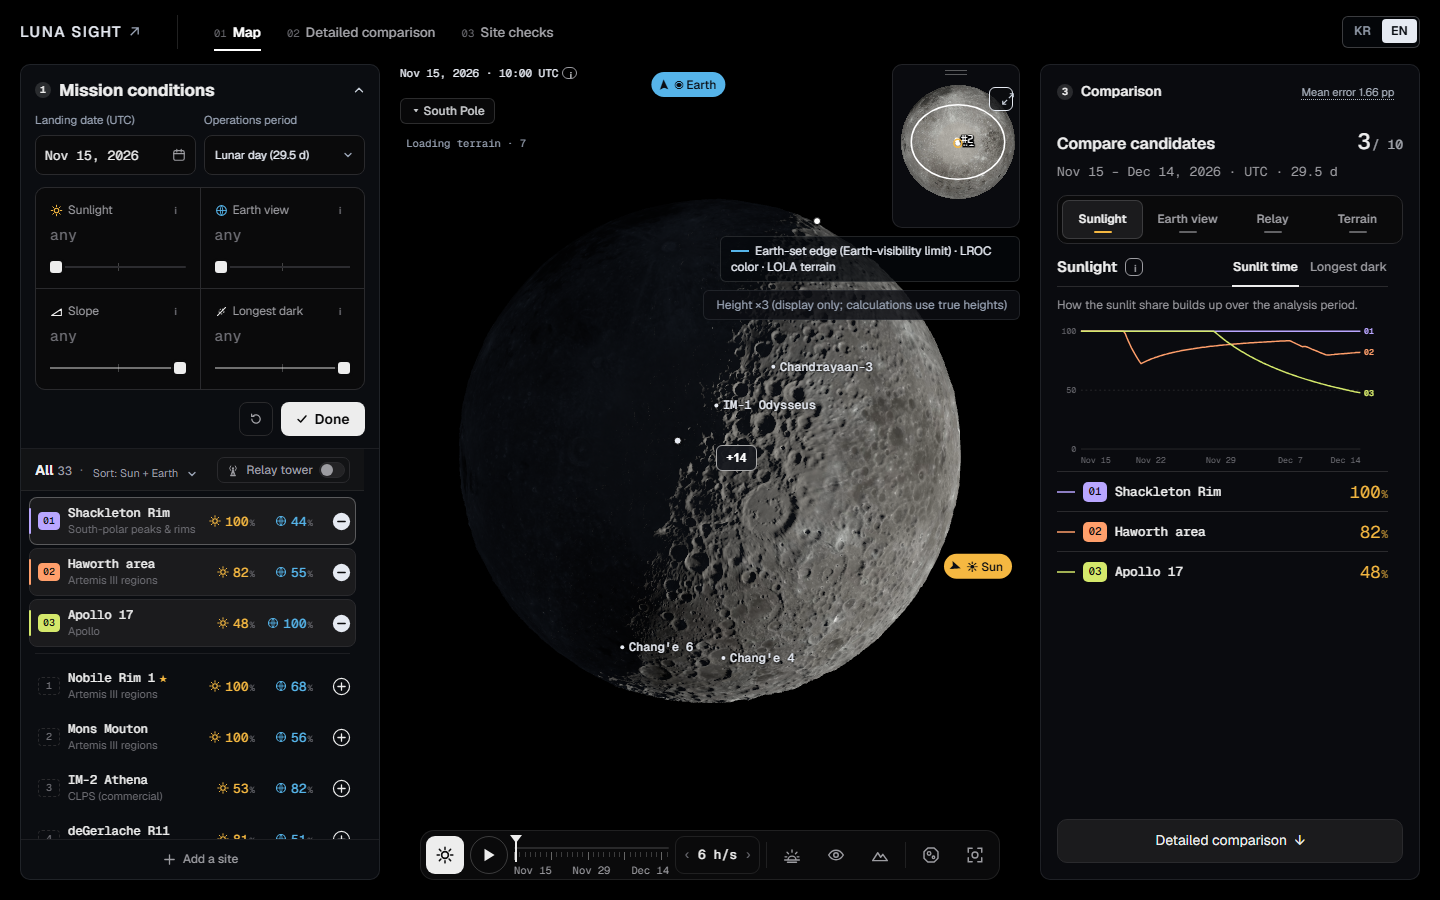 LUNA SIGHT ↗
01 Map
02 Detailed comparison
03 Site checks
KR EN
1 Mission conditions
Landing date (UTC)
Operations period
Nov 15, 2026
Lunar day (29.5 d)
Sunlight i
any
Earth view i
any
Slope i
any
Longest dark i
any
Done
All 33 · Sort: Sun + Earth
Relay tower
01 Shackleton Rim 100% 44%
South-polar peaks & rims
02 Haworth area 82% 55%
Artemis III regions
03 Apollo 17 48% 100%
Apollo
1 Nobile Rim 1 ★ 100% 68%
Artemis III regions
2 Mons Mouton 100% 56%
Artemis III regions
3 IM-2 Athena 53% 82%
CLPS (commercial)
4 deGerlache R11 81% 51%
+ Add a site
Nov 15, 2026 · 10:00 UTC i
South Pole
Loading terrain · 7
Earth
#2
Earth-set edge (Earth-visibility limit) · LROC
color · LOLA terrain
Height ×3 (display only; calculations use true heights)
Chandrayaan-3
IM-1 Odysseus
+14
Sun
Chang'e 6
Chang'e 4
‹ 6 h/s ›
Nov 15 Nov 29 Dec 14
3 Comparison
Mean error 1.66 pp
Compare candidates
3 / 10
Nov 15 – Dec 14, 2026 · UTC · 29.5 d
Sunlight
Earth view
Relay
Terrain
Sunlight i
Sunlit time
Longest dark
How the sunlit share builds up over the analysis period.
100
50
0
01
02
03
Nov 15 Nov 22 Nov 29 Dec 7 Dec 14
01 Shackleton Rim 100%
02 Haworth area 82%
03 Apollo 17 48%
Detailed comparison ↓